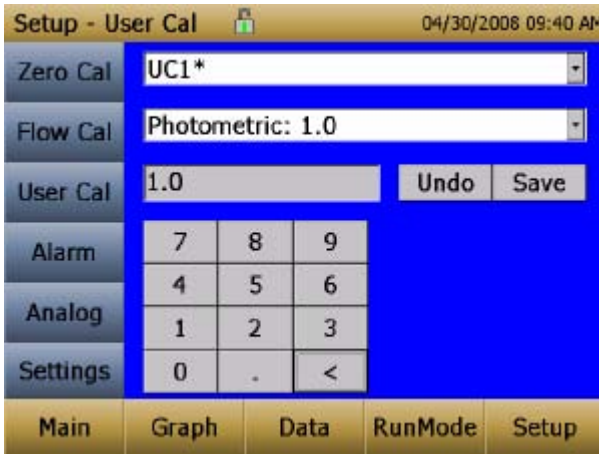 Setup - User Cal 04/30/2008 09:40 AM
Zero Cal
UC1*
Flow Cal
Photometric: 1.0
User Cal
1.0
Undo Save
Alarm
7 8 9
4 5 6
Analog
1 2 3
Settings
0 . <
Main Graph Data RunMode Setup